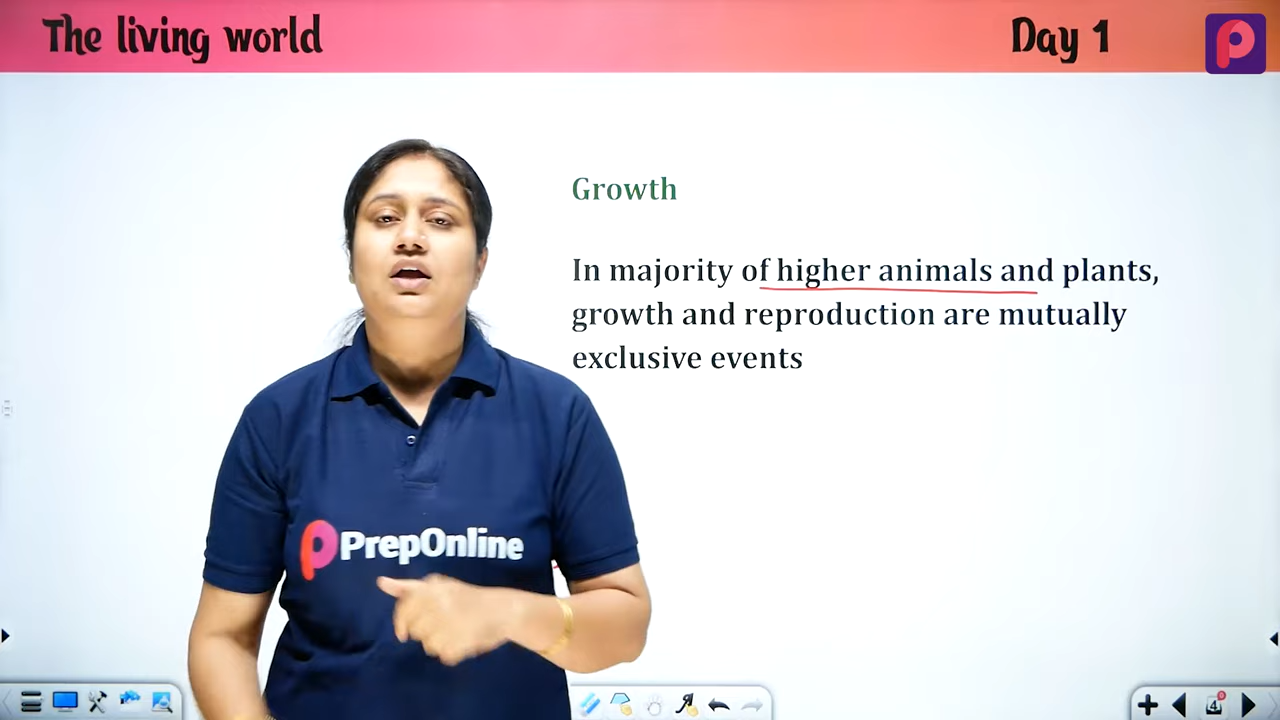 The living world
Day 1
Growth
In majority of higher animals and plants,
growth and reproduction are mutually
exclusive events
PrepOnline
4